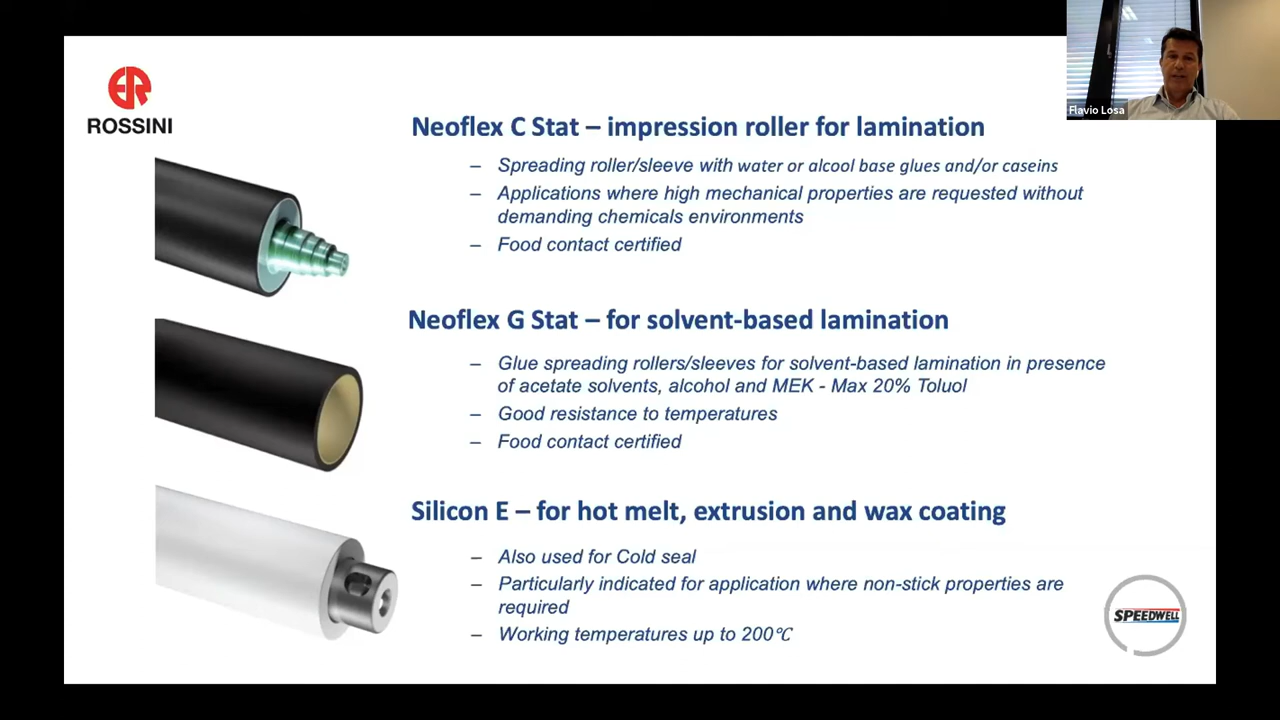 Flavio Losa
ROSSINI
Neoflex C Stat – impression roller for lamination
– Spreading roller/sleeve with water or alcool base glues and/or caseins
– Applications where high mechanical properties are requested without
demanding chemicals environments
– Food contact certified
Neoflex G Stat – for solvent-based lamination
– Glue spreading rollers/sleeves for solvent-based lamination in presence
of acetate solvents, alcohol and MEK - Max 20% Toluol
– Good resistance to temperatures
– Food contact certified
Silicon E – for hot melt, extrusion and wax coating
– Also used for Cold seal
– Particularly indicated for application where non-stick properties are
required
– Working temperatures up to 200℃
SPEEDWELL